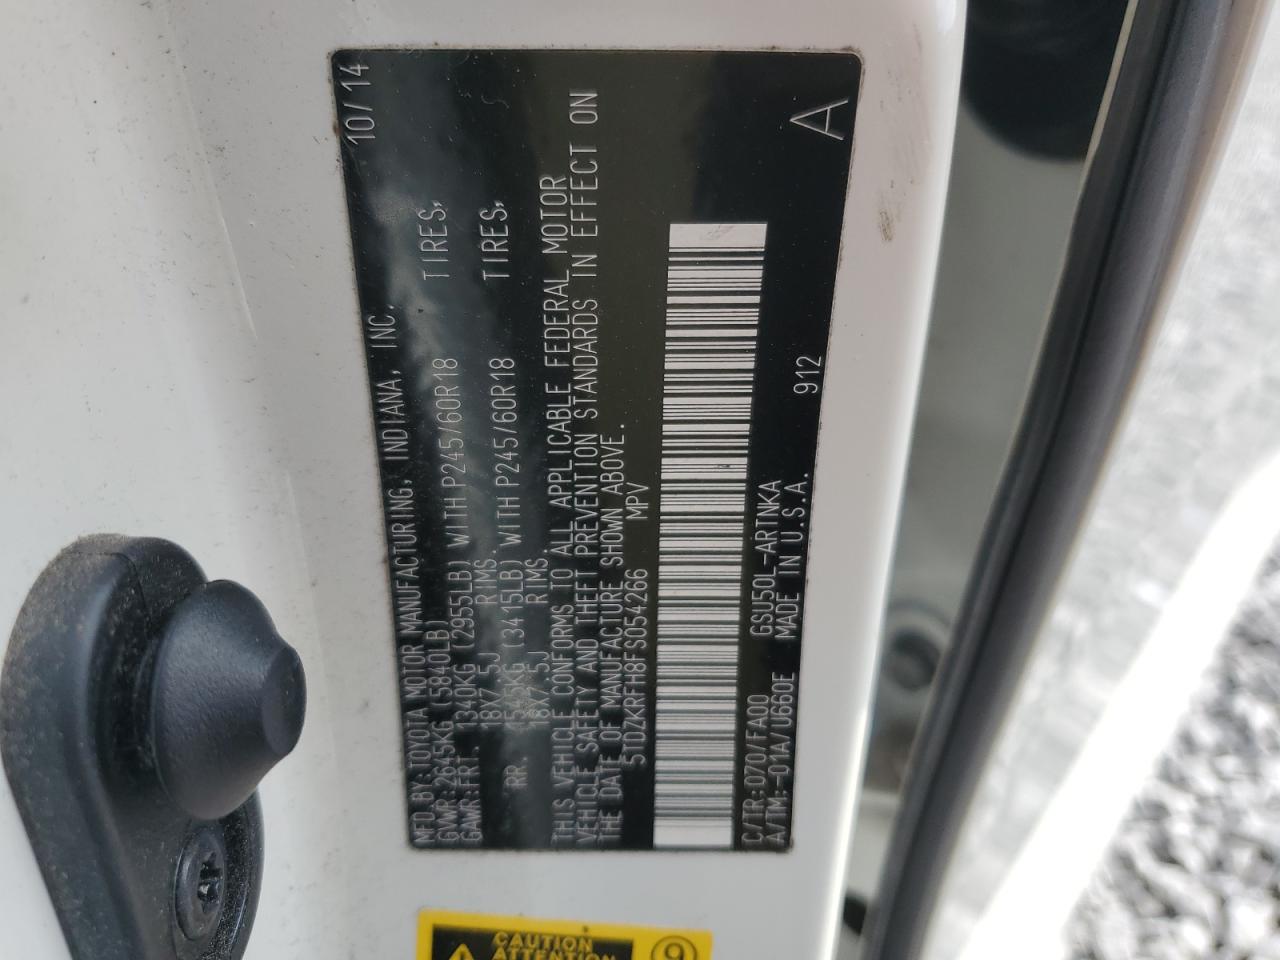 MFD.BY:TOYOTA MOTOR MANUFACTURING, INDIANA, INC. 10/14
GVWR:2645KG (5840LB)
GAWR:FRT. 1340KG (2955LB) WITH P245/60R18 TIRES,
18X7.5J RIMS.
RR. 1549KG (3415LB) WITH P245/60R18 TIRES,
18X7.5J RIMS.
THIS VEHICLE CONFORMS TO ALL APPLICABLE FEDERAL MOTOR
VEHICLE SAFETY AND THEFT PREVENTION STANDARDS IN EFFECT ON
THE DATE OF MANUFACTURE SHOWN ABOVE.
5TDZKRFH8FS054266 MPV
C/TR:070/FA00 GSU50L-ARTNKA
A/TM:-01A/U660E MADE IN U.S.A. 912 A
CAUTION
ATTENTION
9